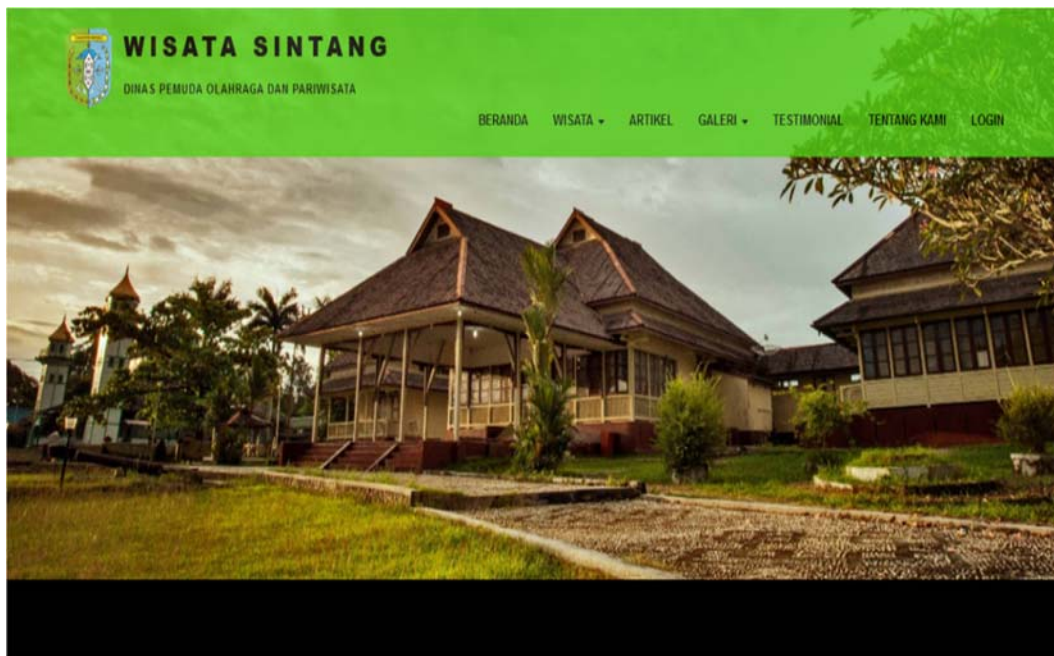 WISATA SINTANG
DINAS PEMUDA OLAHRAGA DAN PARIWISATA
BERANDA WISATA ARTIKEL GALERI TESTIMONIAL TENTANG KAMI LOGIN